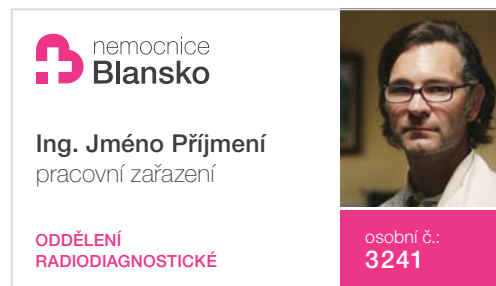 nemocnice
Blansko
Ing. Jméno Příjmení
pracovní zařazení
ODDĚLENÍ
RADIODIAGNOSTICKÉ
osobní č.:
3241